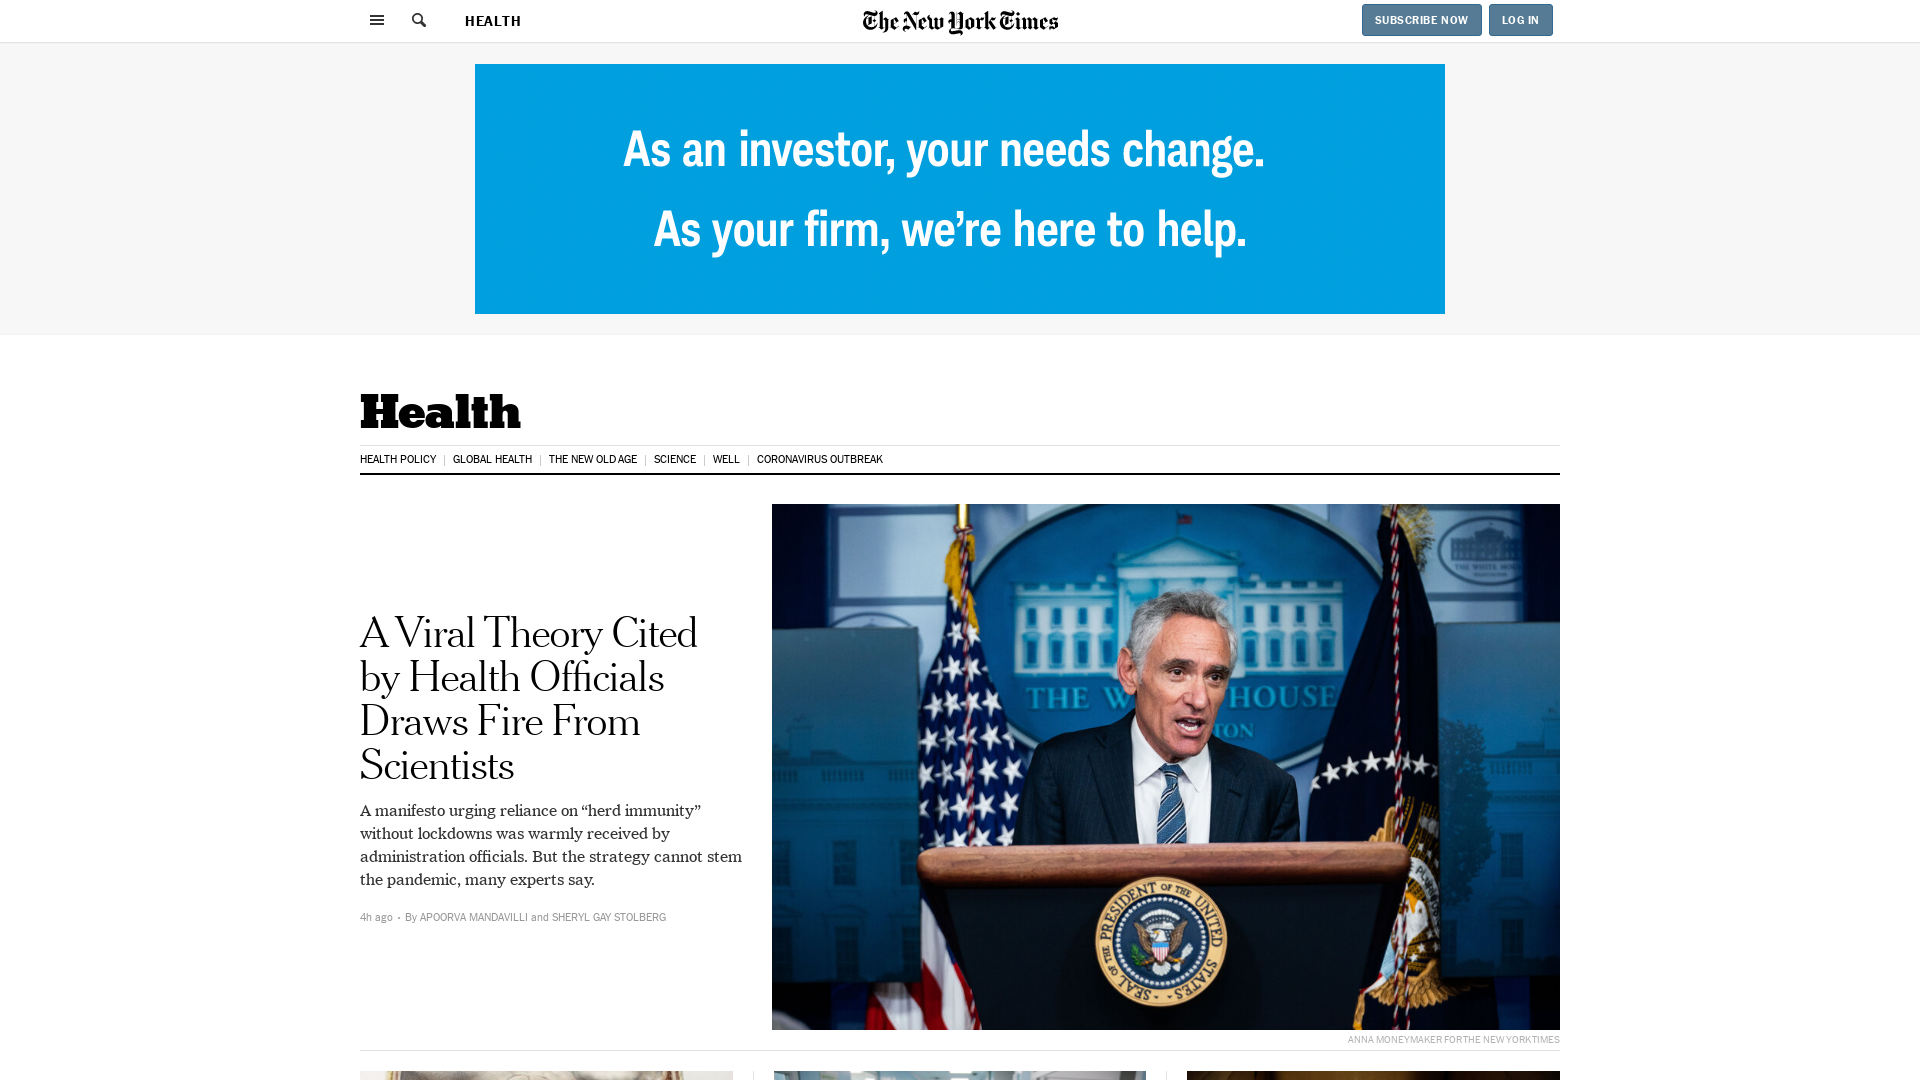 HEALTH
The New York Times
SUBSCRIBE NOW
LOG IN
As an investor, your needs change.
As your firm, we’re here to help.
Health
HEALTH POLICY
GLOBAL HEALTH
THE NEW OLD AGE
SCIENCE
WELL
CORONAVIRUS OUTBREAK
A Viral Theory Cited
by Health Officials
Draws Fire From
Scientists
A manifesto urging reliance on “herd immunity”
without lockdowns was warmly received by
administration officials. But the strategy cannot stem
the pandemic, many experts say.
4h ago • By APOORVA MANDAVILLI and SHERYL GAY STOLBERG
THE WHITE HOUSE
WASHINGTON
THE W HOUSE
TON
SEAL OF THE PRESIDENT OF THE UNITED STATES
ANNA MONEYMAKER FOR THE NEW YORK TIMES